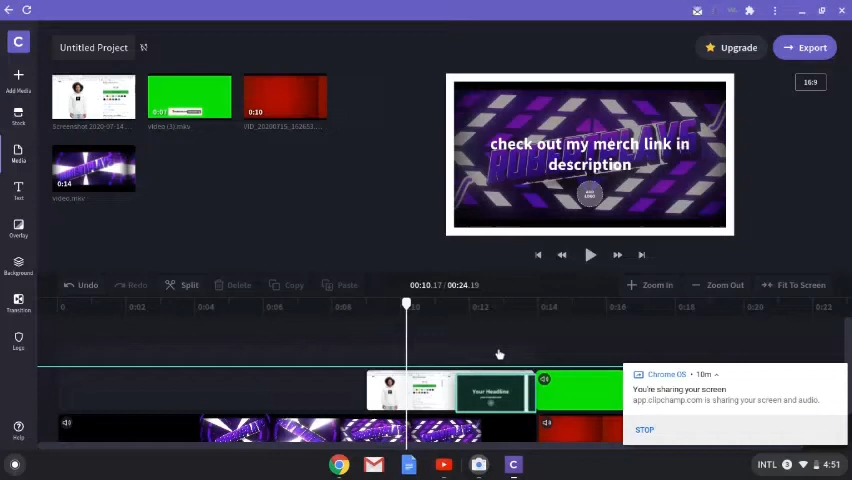 C
Untitled Project
Upgrade
Export
Add Media
Stock
Media
Text
Overlay
Background
Transition
Logo
Help
0:07
0:10
Screenshot 2020-07-14...
video (3).mkv
VID_20200715_162653....
0:14
video.mkv
16:9
ROBERTPLAYS
check out my merch link in
description
ADD
LOGO
Undo
Redo
Split
Delete
Copy
Paste
00:10.17 / 00:24.19
Zoom In
Zoom Out
Fit To Screen
0
0:02
0:04
0:06
0:08
0:10
0:12
0:14
0:16
0:18
0:20
0:22
Your Headline
Chrome OS • 10m
You're sharing your screen
app.clipchamp.com is sharing your screen and audio.
STOP
C
INTL
3
4:51